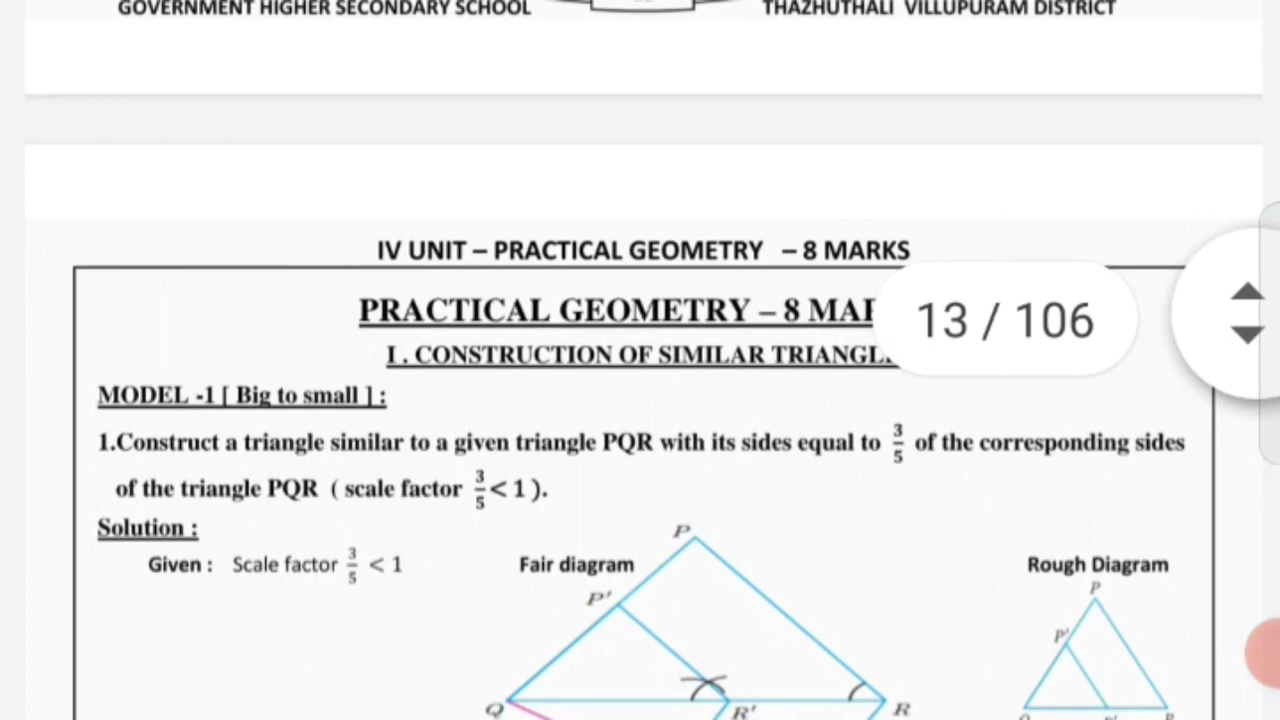 GOVERNMENT HIGHER SECONDARY SCHOOL THAZHUTHALI VILLUPURAM DISTRICT
IV UNIT – PRACTICAL GEOMETRY – 8 MARKS
PRACTICAL GEOMETRY – 8 MAR
13 / 106
I . CONSTRUCTION OF SIMILAR TRIANGL
MODEL -1 [ Big to small ] :
1.Construct a triangle similar to a given triangle PQR with its sides equal to 3/5 of the corresponding sides
of the triangle PQR ( scale factor 3/5 < 1 ).
Solution :
Given : Scale factor 3/5 < 1 Fair diagram Rough Diagram
P
P
P'
P'
Q R' R